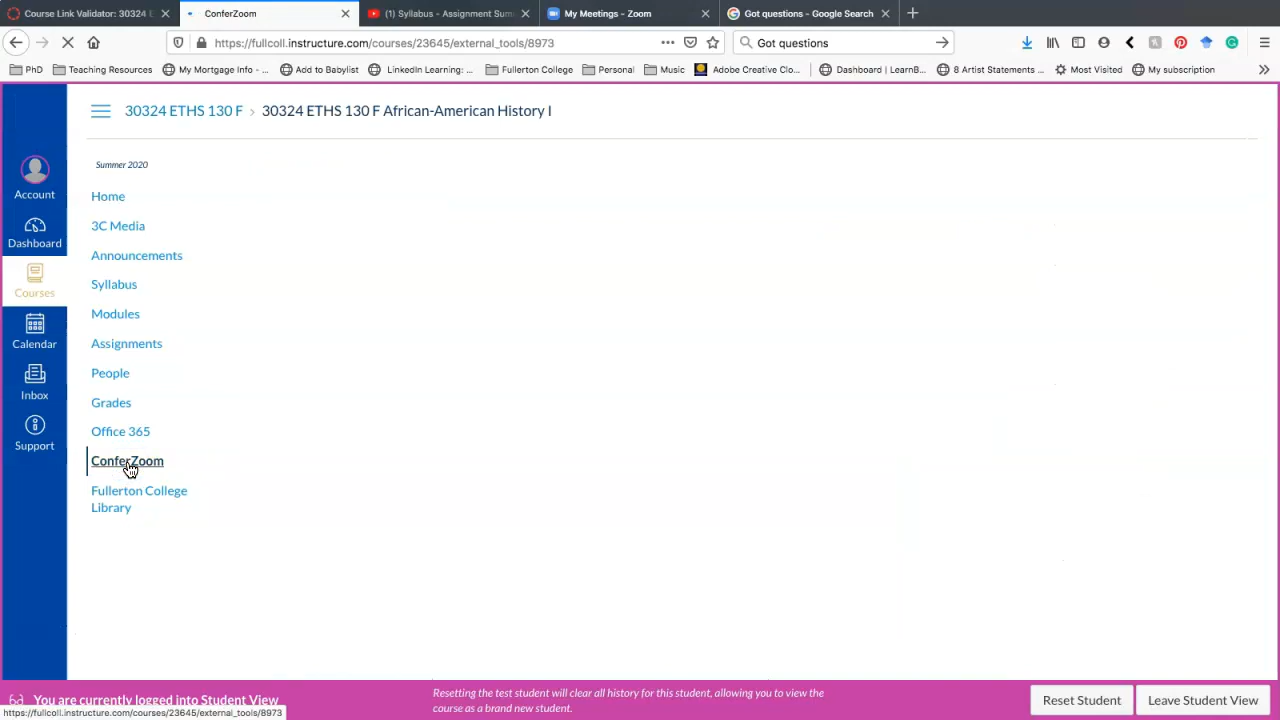 Course Link Validator: 30324 E
ConferZoom
(1) Syllabus - Assignment Sum
My Meetings - Zoom
Got questions - Google Search
https://fullcoll.instructure.com/courses/23645/external_tools/8973
Got questions
PhD
Teaching Resources
My Mortgage Info - ...
Add to Babylist
LinkedIn Learning: ...
Fullerton College
Personal
Music
Adobe Creative Clo...
Dashboard | LearnB...
8 Artist Statements ...
Most Visited
My subscription
30324 ETHS 130 F › 30324 ETHS 130 F African-American History I
Summer 2020
Home
3C Media
Announcements
Syllabus
Modules
Assignments
People
Grades
Office 365
ConferZoom
Fullerton College
Library
Account
Dashboard
Courses
Calendar
Inbox
Support
You are currently logged into Student View
Resetting the test student will clear all history for this student, allowing you to view the
course as a brand new student.
Reset Student
Leave Student View
https://fullcoll.instructure.com/courses/23645/external_tools/8973